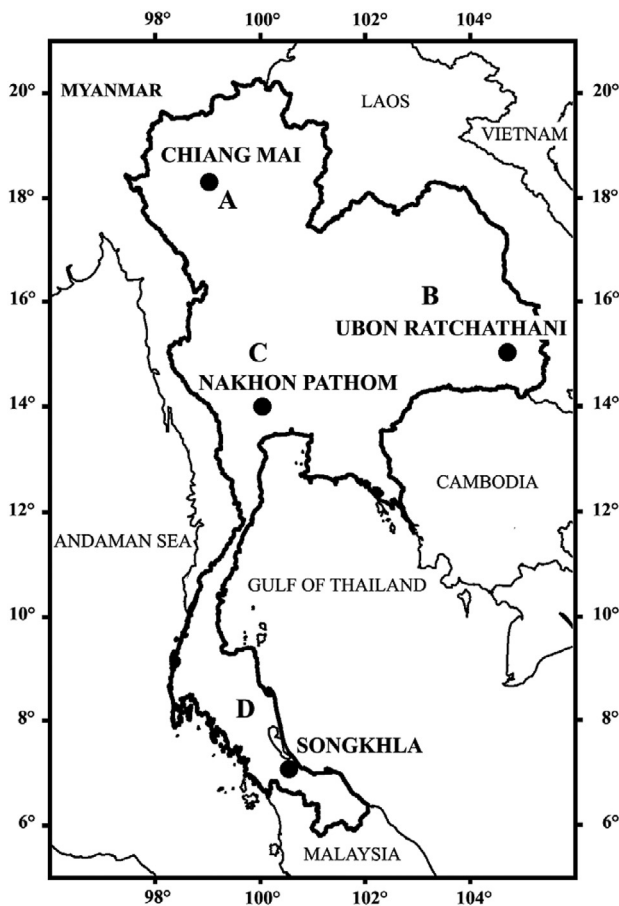 98° 100° 102° 104°
20° MYANMAR LAOS 20°
VIETNAM
CHIANG MAI
18° A 18°
16° B 16°
UBON RATCHATHANI
C
NAKHON PATHOM
14° 14°
CAMBODIA
12° 12°
ANDAMAN SEA
GULF OF THAILAND
10° 10°
8° D 8°
SONGKHLA
6° 6°
MALAYSIA
98° 100° 102° 104°